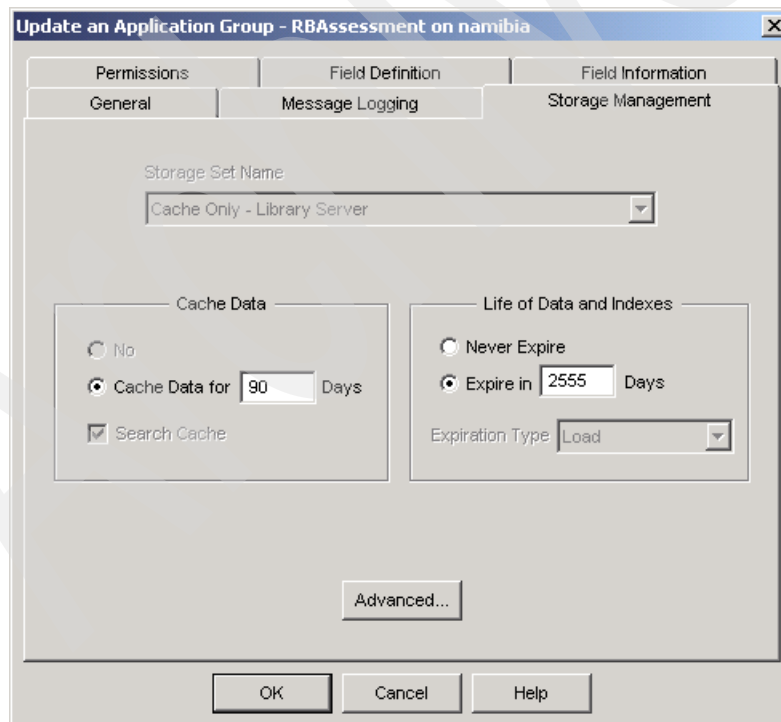 Update an Application Group - RBAssessment on namibia
Permissions Field Definition Field Information
General Message Logging Storage Management
Storage Set Name
Cache Only - Library Server
Cache Data Life of Data and Indexes
No Never Expire
Cache Data for 90 Days Expire in 2555 Days
Search Cache Expiration Type Load
Advanced...
OK Cancel Help